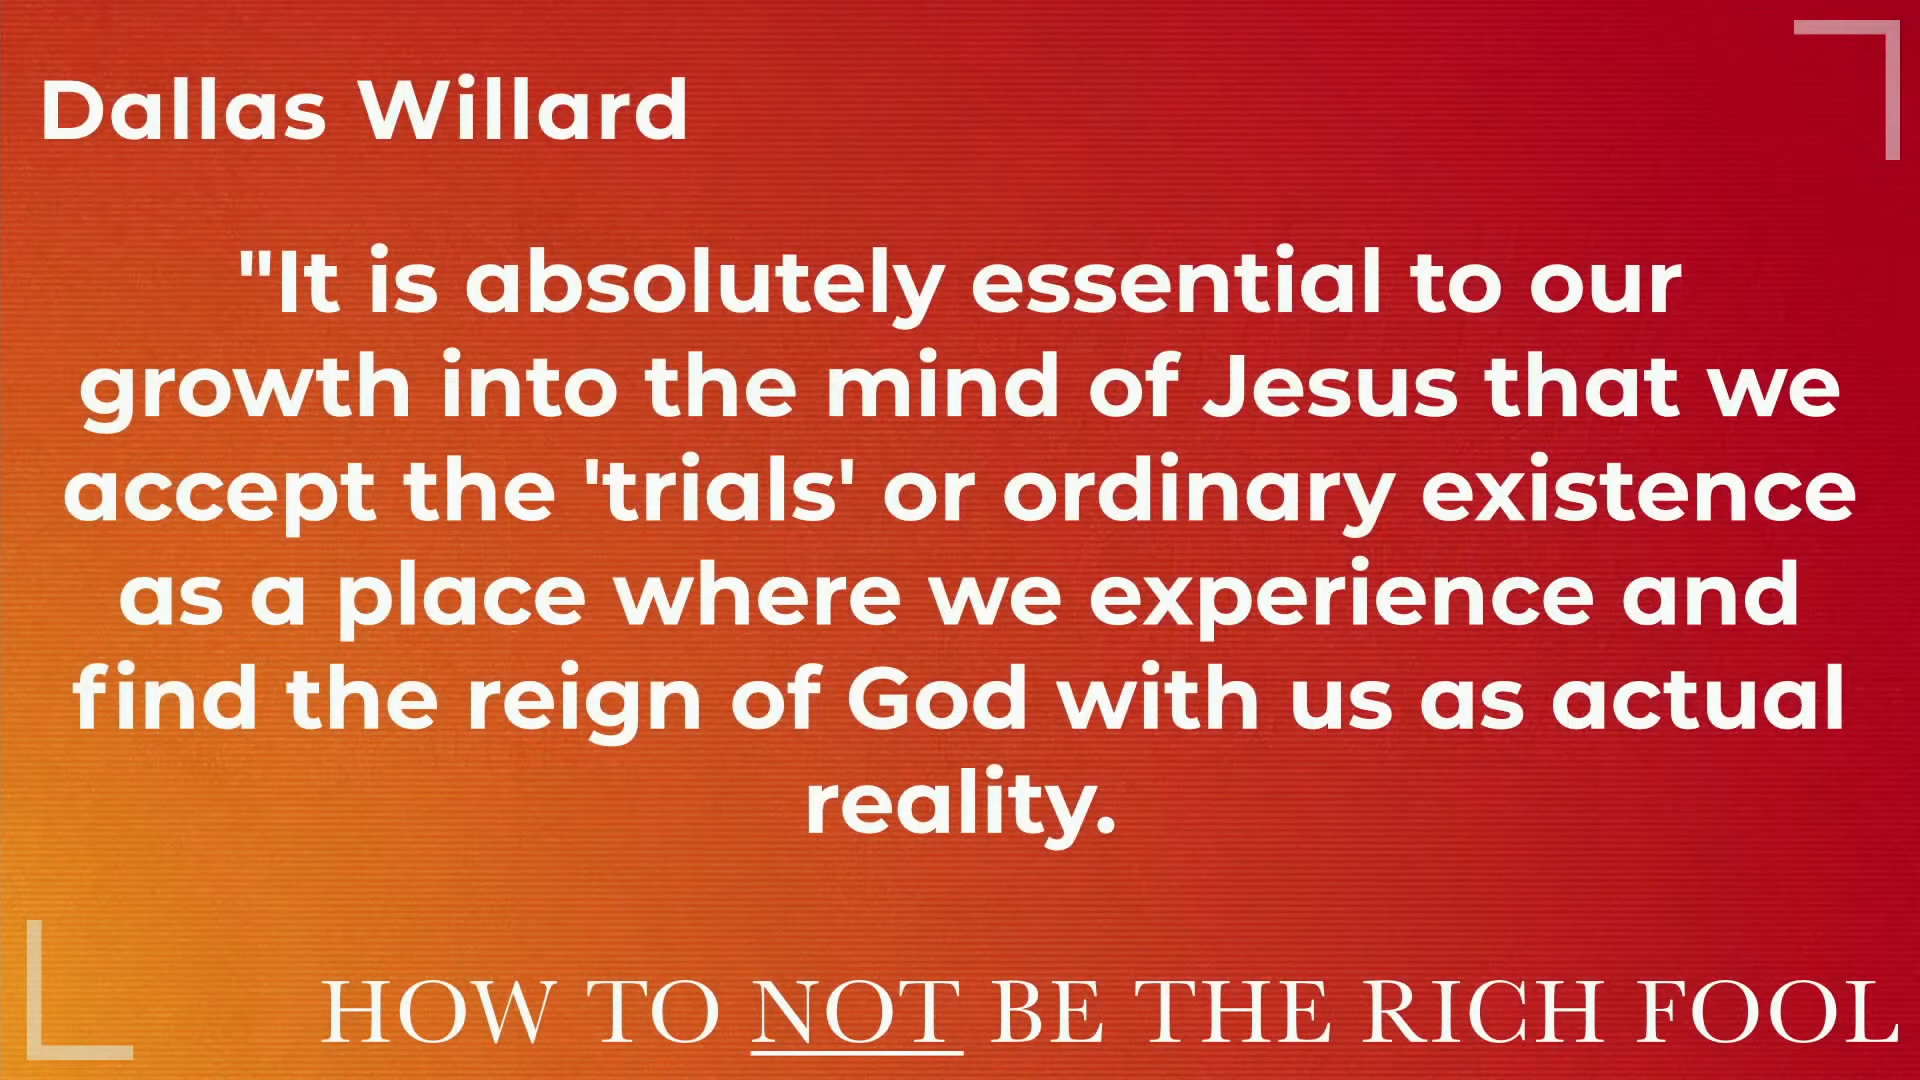 Dallas Willard
"It is absolutely essential to our
growth into the mind of Jesus that we
accept the 'trials' or ordinary existence
as a place where we experience and
find the reign of God with us as actual
reality.
HOW TO NOT BE THE RICH FOOL